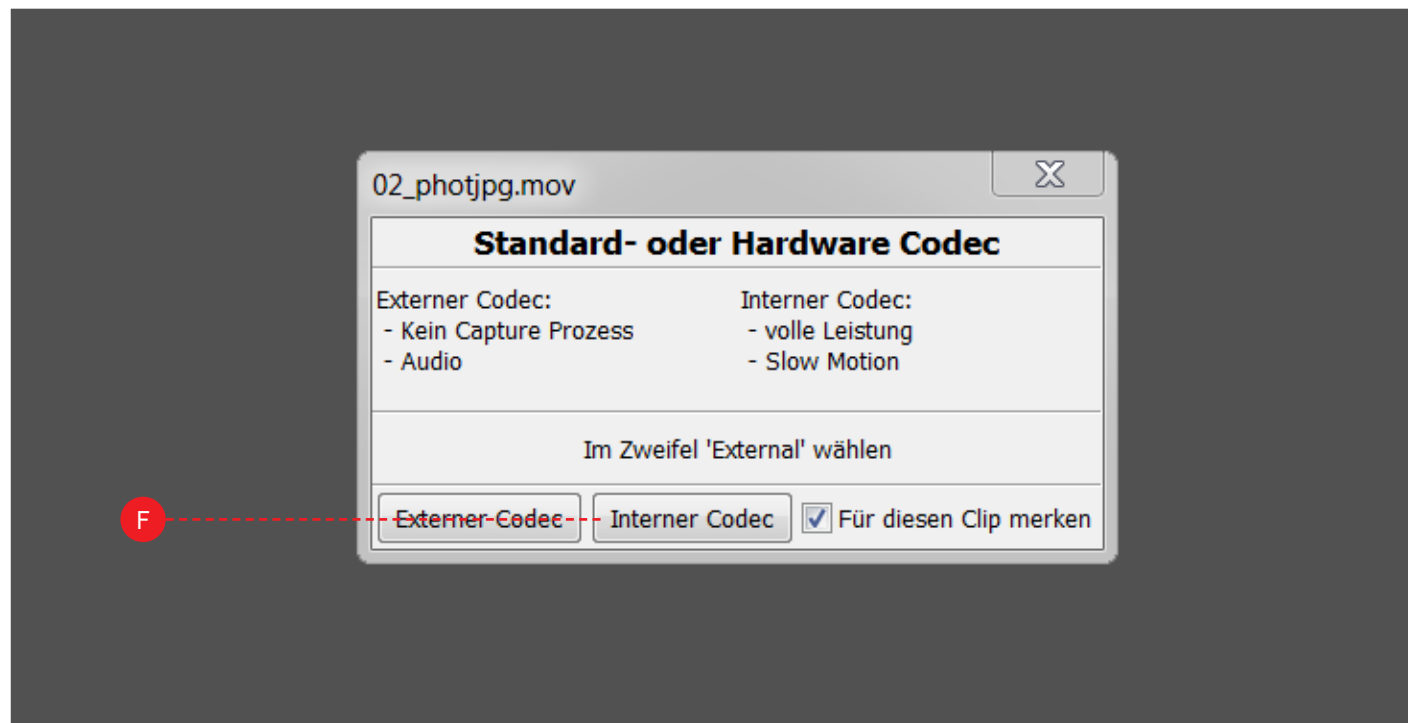 02_photjpg.mov
Standard- oder Hardware Codec
Externer Codec:
- Kein Capture Prozess
- Audio
Interner Codec:
- volle Leistung
- Slow Motion
Im Zweifel 'External' wählen
F
Externer Codec
Interner Codec
Für diesen Clip merken